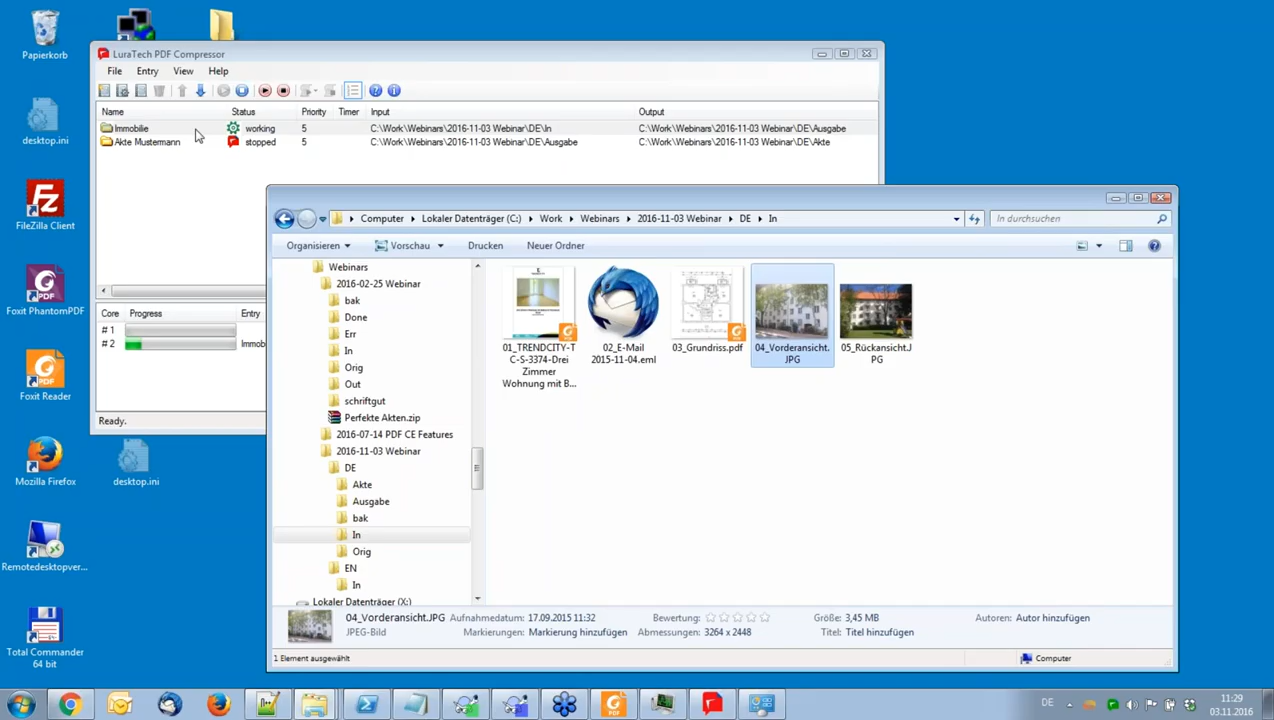 Papierkorb
desktop.ini
FileZilla Client
Foxit PhantomPDF
Foxit Reader
Mozilla Firefox
desktop.ini
Remotedesktopver...
Total Commander
64 bit
LuraTech PDF Compressor
File Entry View Help
Name Status Priority Timer Input Output
Immobilie working 5 C:\Work\Webinars\2016-11-03 Webinar\DE\In C:\Work\Webinars\2016-11-03 Webinar\DE\Ausgabe
Akte Mustermann stopped 5 C:\Work\Webinars\2016-11-03 Webinar\DE\Ausgabe C:\Work\Webinars\2016-11-03 Webinar\DE\Akte
Core Progress Entry
# 1
# 2 Immob
Ready.
Computer Lokaler Datenträger (C:) Work Webinars 2016-11-03 Webinar DE In
In durchsuchen
Organisieren Vorschau Drucken Neuer Ordner
Webinars
2016-02-25 Webinar
bak
Done
Err
In
Orig
Out
schriftgut
Perfekte Akten.zip
2016-07-14 PDF CE Features
2016-11-03 Webinar
DE
Akte
Ausgabe
bak
In
Orig
EN
In
Lokaler Datenträger (X:)
01_TRENDCITY-T
C-S-3374-Drei
Zimmer
Wohnung mit B...
02_E-Mail
2015-11-04.eml
03_Grundriss.pdf
04_Vorderansicht.
JPG
05_Rückansicht.J
PG
04_Vorderansicht.JPG Aufnahmedatum: 17.09.2015 11:32 Bewertung: Größe: 3,45 MB Autoren: Autor hinzufügen
JPEG-Bild Markierungen: Markierung hinzufügen Abmessungen: 3264 x 2448 Titel: Titel hinzufügen
1 Element ausgewählt Computer
DE
11:29
03.11.2016